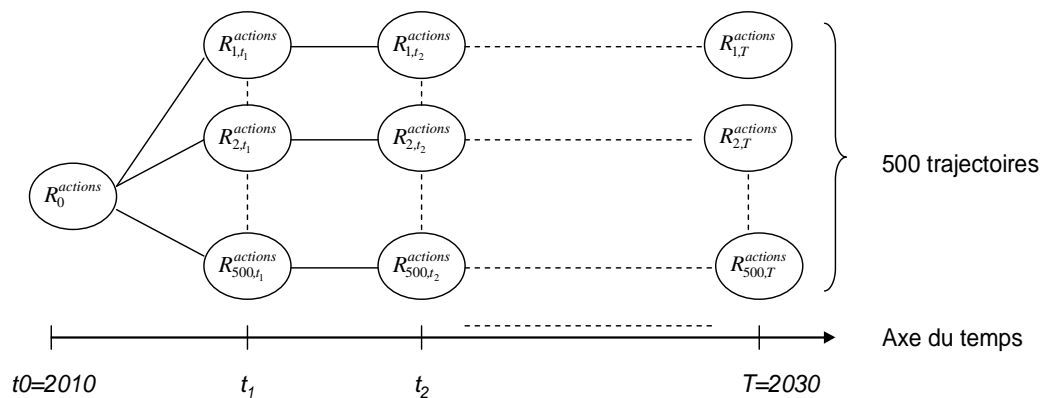 R_{1,t_1}^{actions} R_{1,t_2}^{actions} R_{1,T}^{actions}
R_{2,t_1}^{actions} R_{2,t_2}^{actions} R_{2,T}^{actions}
500 trajectoires
R_0^{actions}
R_{500,t_1}^{actions} R_{500,t_2}^{actions} R_{500,T}^{actions}
Axe du temps
t0=2010 t_1 t_2 T=2030